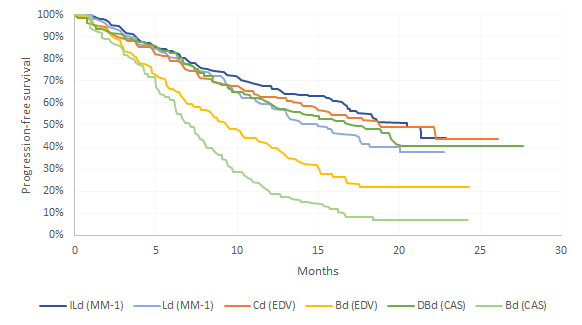 100%
90%
80%
70%
60%
50%
40%
30%
20%
10%
0%
Progression-free survival
0 5 10 15 20 25 30
Months
ILd (MM-1) Ld (MM-1) Cd (EDV) Bd (EDV) DBd (CAS) Bd (CAS)